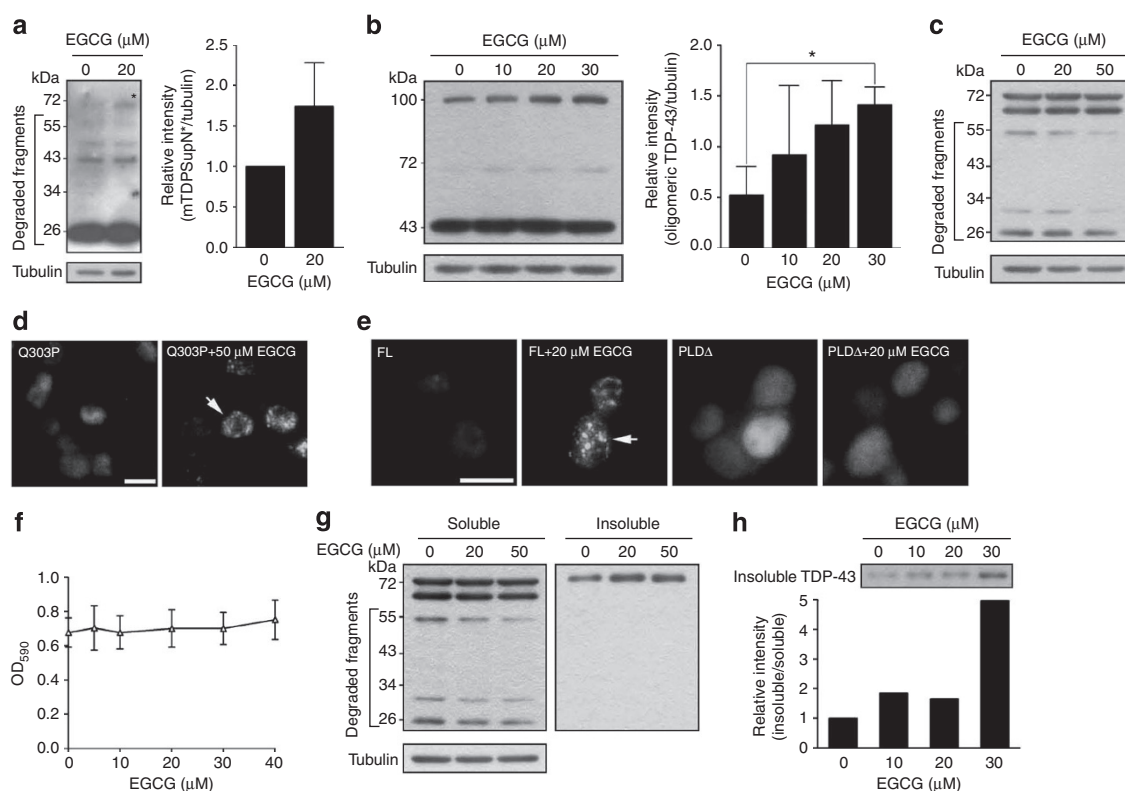 a
EGCG (μM)
0 20
kDa
72
55
43
34
26
*
Degraded fragments
Tubulin
Relative intensity
(mTDPSupN*/tubulin)
2.5
2.0
1.5
1.0
0.5
0.0
0 20
EGCG (μM)
b
EGCG (μM)
0 10 20 30
kDa
100
72
43
Tubulin
Relative intensity
(oligomeric TDP-43/tubulin)
2.0
1.5
1.0
0.5
0.0
*
0 10 20 30
EGCG (μM)
c
EGCG (μM)
0 20 50
kDa
72
55
43
34
26
Degraded fragments
Tubulin
d
Q303P
Q303P+50 μM EGCG
e
FL
FL+20 μM EGCG
PLDΔ
PLDΔ+20 μM EGCG
f
OD590
1.0
0.8
0.6
0.4
0.2
0.0
0 10 20 30 40
EGCG (μM)
g
Soluble Insoluble
EGCG (μM) 0 20 50 0 20 50
kDa
72
55
43
34
26
Degraded fragments
Tubulin
h
EGCG (μM)
0 10 20 30
Insoluble TDP-43
Relative intensity
(insoluble/soluble)
5
4
3
2
1
0
0 10 20 30
EGCG (μM)